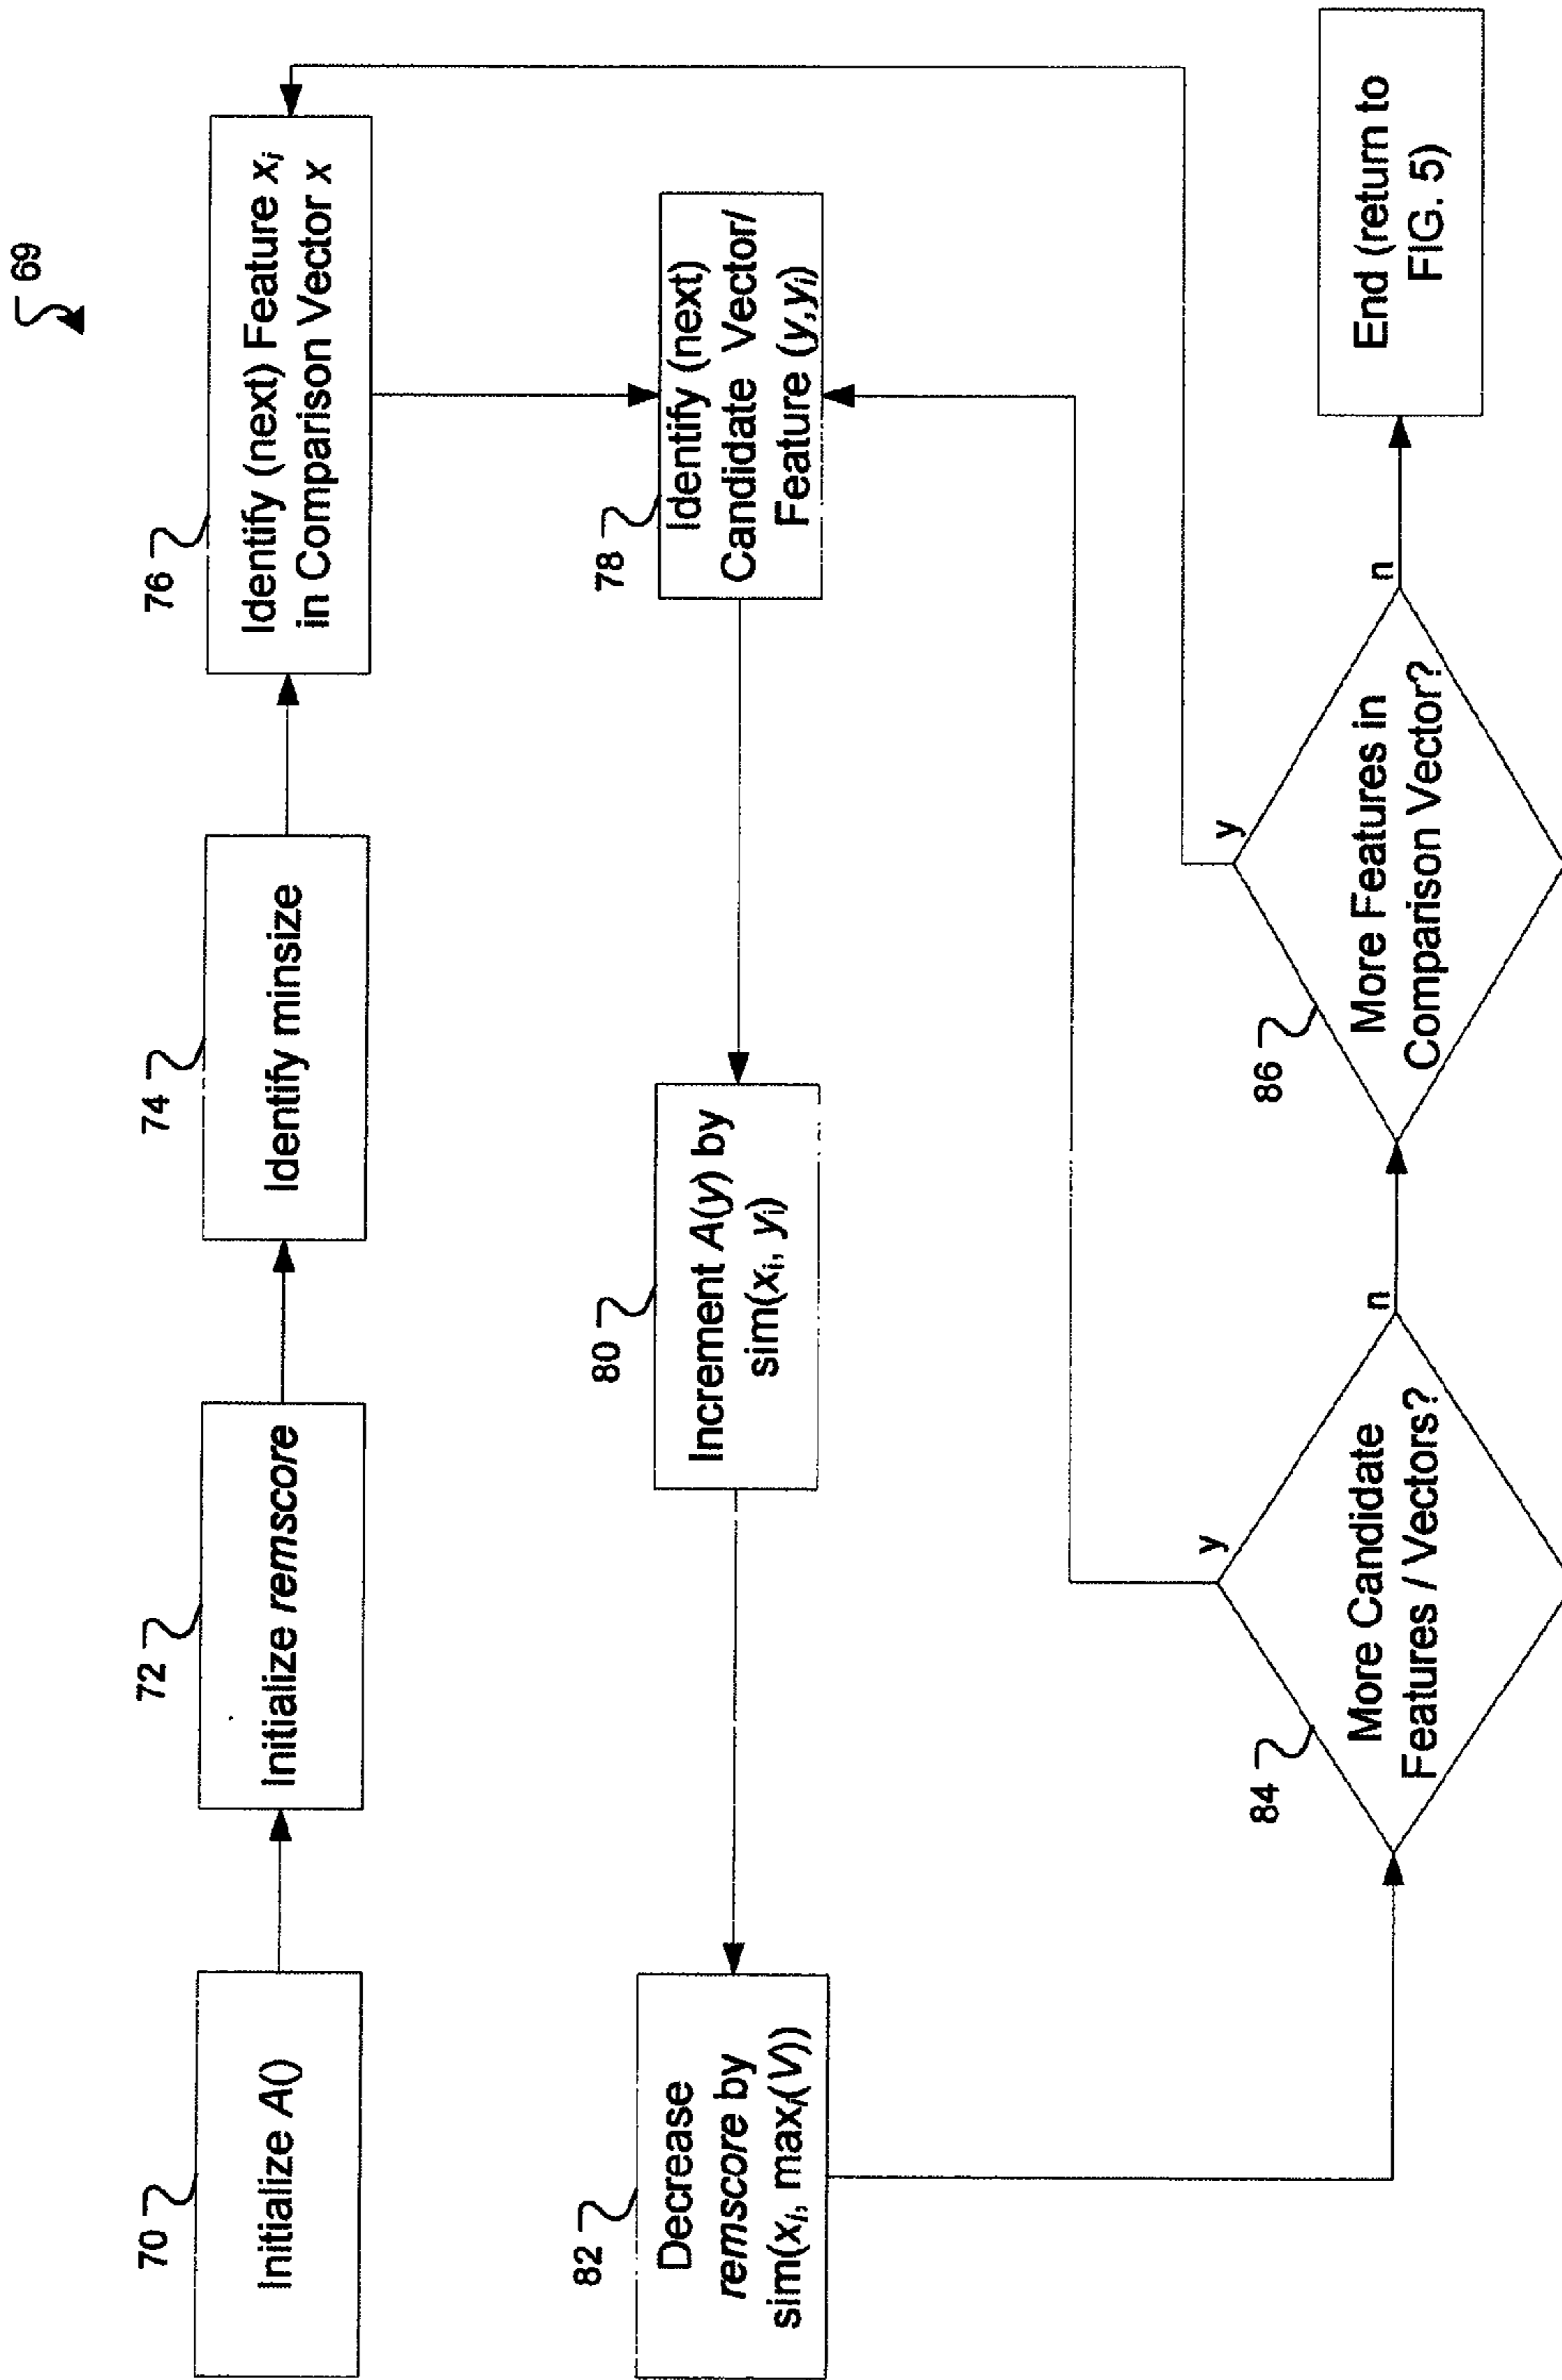 69
70
Initialize A()
72
Initialize remscore
74
Identify minsize
76
Identify (next) Feature xi
in Comparison Vector x
82
Decrease
remscore by
sim(xi, maxi(V))
80
Increment A(y) by
sim(xi, yi)
78
Identify (next)
Candidate Vector/
Feature (y,yi)
84
More Candidate
Features / Vectors?
y
n
86
More Features in
Comparison Vector?
y
n
End (return to
FIG. 5)